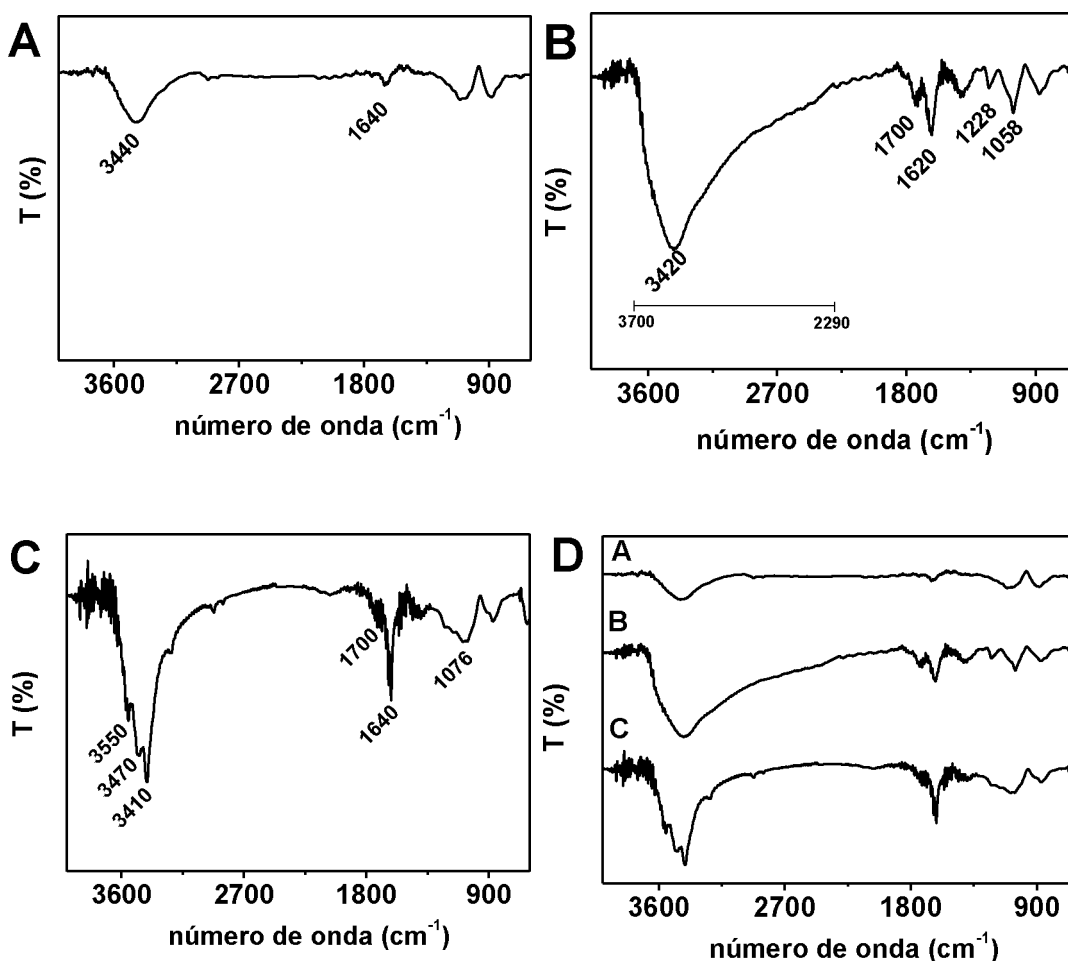 A
3440
1640
T (%)
3600 2700 1800 900
número de onda (cm⁻¹)
B
3420
3700 2290
1700
1620
1228
1058
T (%)
3600 2700 1800 900
número de onda (cm⁻¹)
C
3550
3470
3410
1700
1640
1076
T (%)
3600 2700 1800 900
número de onda (cm⁻¹)
D
A
B
C
T (%)
3600 2700 1800 900
número de onda (cm⁻¹)